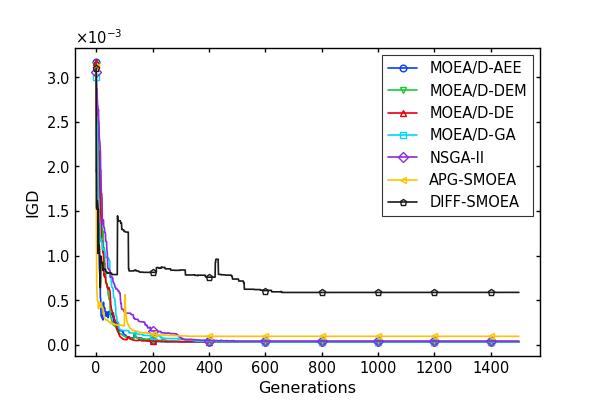 ×10⁻³
3.0
2.5
2.0
1.5
1.0
0.5
0.0
IGD
0 200 400 600 800 1000 1200 1400
Generations
MOEA/D-AEE
MOEA/D-DEM
MOEA/D-DE
MOEA/D-GA
NSGA-II
APG-SMOEA
DIFF-SMOEA